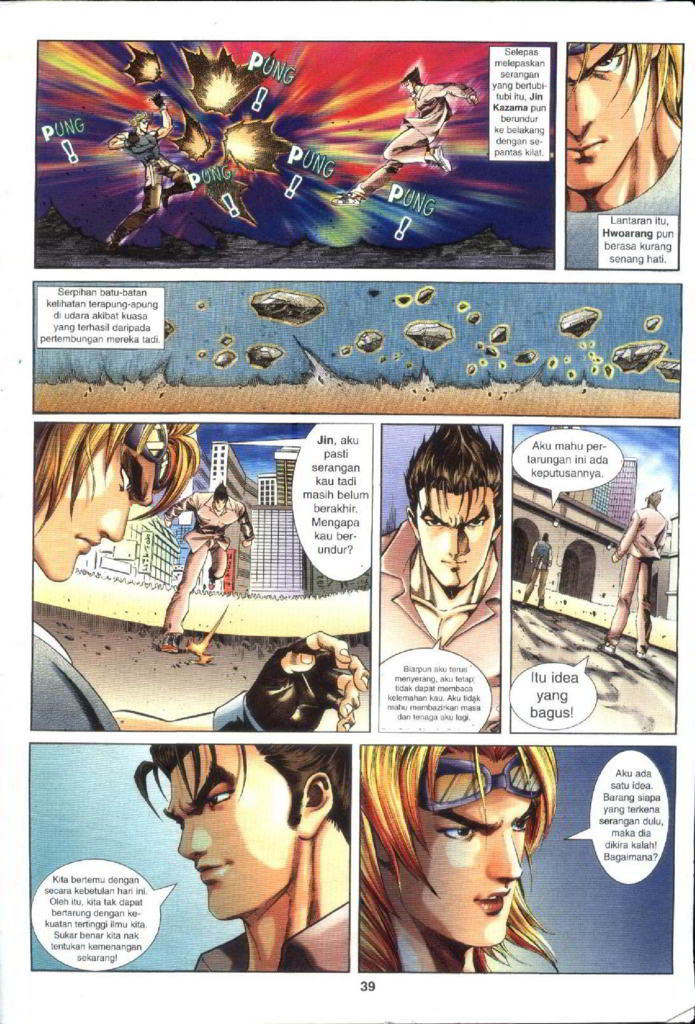 PUNG
!
PUNG
!
PUNG
!
PUNG
!
PUNG
!
Selepas
melepaskan
serangan
yang bertubi-
tubi itu, Jin
Kazama pun
berundur
ke belakang
dengan se-
pantas kilat.
Lantaran itu,
Hwoarang pun
berasa kurang
senang hati.
Serpihan batu-batan
kelihatan terapung-apung
di udara akibat kuasa
yang terhasil daripada
pertembungan mereka tadi.
Jin, aku
pasti
serangan
kau tadi
masih belum
berakhir.
Mengapa
kau ber-
undur?
Biarpun aku terus
menyerang, aku tetap
tidak dapat membaca
kelemahan kau. Aku tidak
mahu membazirkan masa
dan tenaga aku lagi.
Aku mahu per-
tarungan ini ada
keputusannya.
Itu idea
yang
bagus!
Kita bertemu dengan
secara kebetulan hari ini.
Oleh itu, kita tak dapat
bertarung dengan ke-
kuatan tertinggi ilmu kita.
Sukar benar kita nak
tentukan kemenangan
sekarang!
Aku ada
satu idea.
Barang siapa
yang terkena
serangan dulu,
maka dia
dikira kalah!
Bagaimana?
39